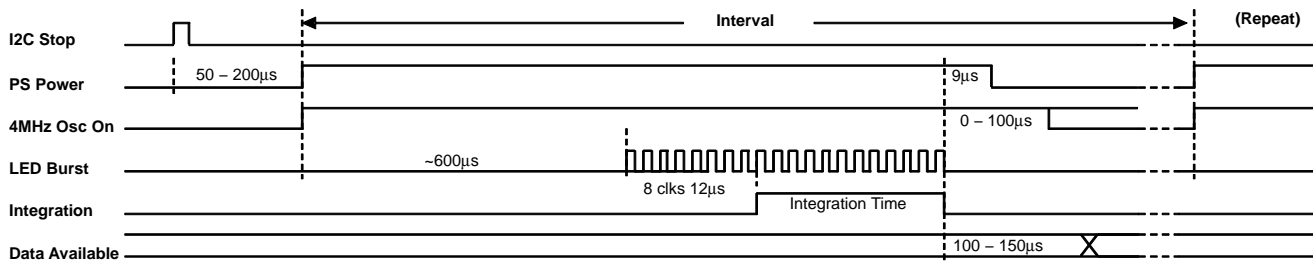 Interval
(Repeat)
I2C Stop
50 – 200μs
9μs
PS Power
0 – 100μs
4MHz Osc On
~600μs
LED Burst
8 clks 12μs
Integration Time
Integration
100 – 150μs
Data Available